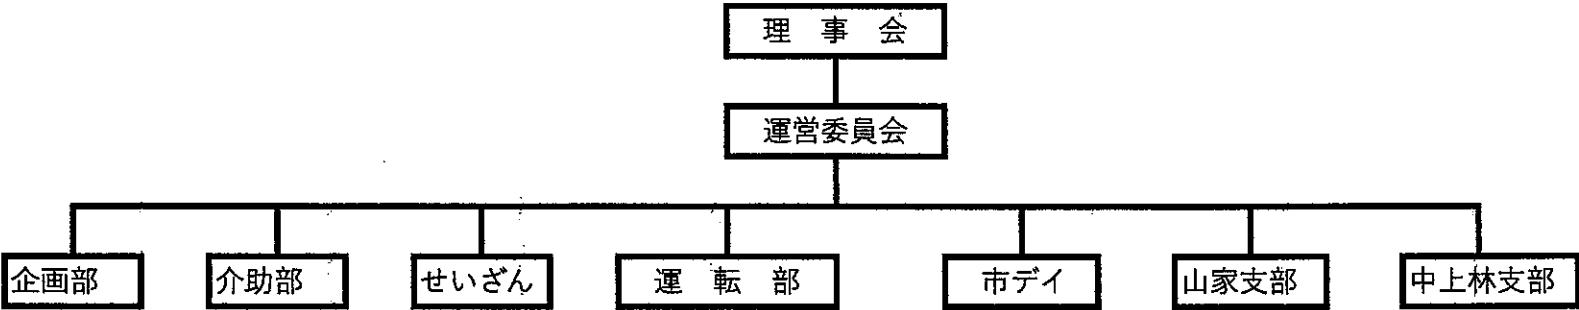 理事会
運営委員会
企画部
介助部
せいざん
運転部
市デイ
山家支部
中上林支部